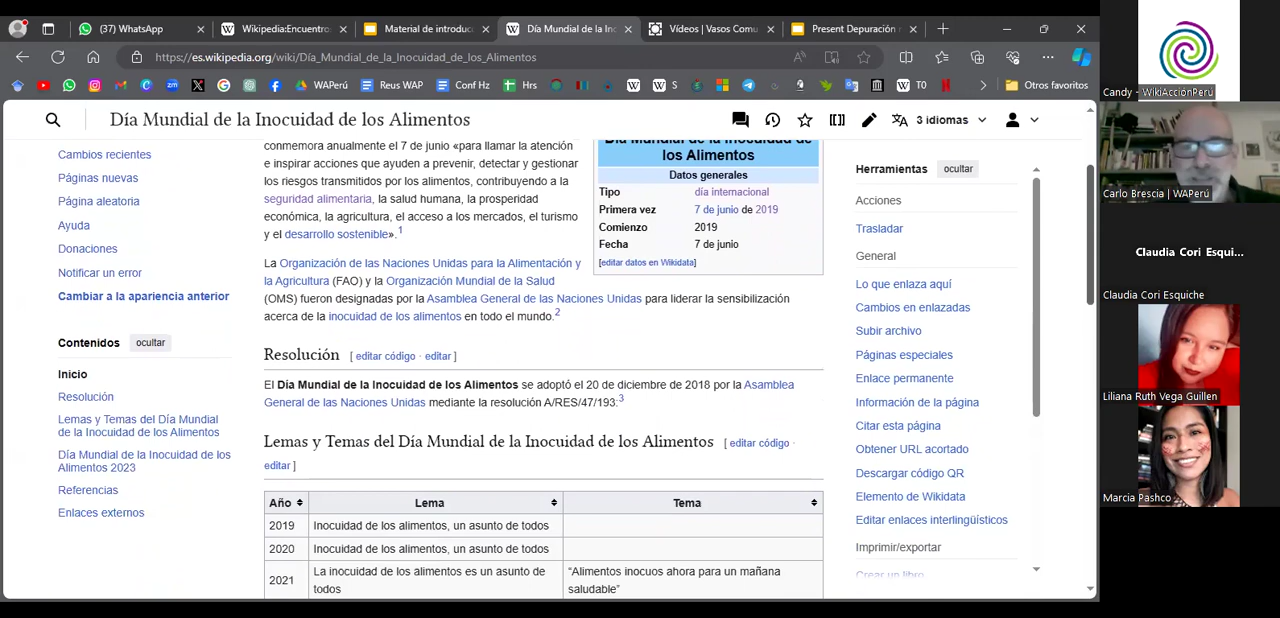 (37) WhatsApp
Wikipedia:Encuentro
Material de introduc
Día Mundial de la In
Vídeos | Vasos Comu
Present Depuración r
https://es.wikipedia.org/wiki/Día_Mundial_de_la_Inocuidad_de_los_Alimentos
WAPerú
Reus WAP
Conf Hz
Hrs
S
T0
Otros favoritos
Día Mundial de la Inocuidad de los Alimentos
3 idiomas
Cambios recientes
Páginas nuevas
Página aleatoria
Ayuda
Donaciones
Notificar un error
Cambiar a la apariencia anterior
Contenidos
ocultar
Inicio
Resolución
Lemas y Temas del Día Mundial
de la Inocuidad de los Alimentos
Día Mundial de la Inocuidad de los
Alimentos 2023
Referencias
Enlaces externos
conmemora anualmente el 7 de junio «para llamar la atención
e inspirar acciones que ayuden a prevenir, detectar y gestionar
los riesgos transmitidos por los alimentos, contribuyendo a la
seguridad alimentaria, la salud humana, la prosperidad
económica, la agricultura, el acceso a los mercados, el turismo
y el desarrollo sostenible».1
La Organización de las Naciones Unidas para la Alimentación y
la Agricultura (FAO) y la Organización Mundial de la Salud
(OMS) fueron designadas por la Asamblea General de las Naciones Unidas para liderar la sensibilización
acerca de la inocuidad de los alimentos en todo el mundo.2
Día Mundial de la Inocuidad de
los Alimentos
Datos generales
Tipo día internacional
Primera vez 7 de junio de 2019
Comienzo 2019
Fecha 7 de junio
[editar datos en Wikidata]
Resolución [ editar código · editar ]
El Día Mundial de la Inocuidad de los Alimentos se adoptó el 20 de diciembre de 2018 por la Asamblea
General de las Naciones Unidas mediante la resolución A/RES/47/193.3
Lemas y Temas del Día Mundial de la Inocuidad de los Alimentos [ editar código ·
editar ]
Año Lema Tema
2019 Inocuidad de los alimentos, un asunto de todos
2020 Inocuidad de los alimentos, un asunto de todos
2021 La inocuidad de los alimentos es un asunto de todos “Alimentos inocuos ahora para un mañana saludable”
Herramientas
ocultar
Acciones
Trasladar
General
Lo que enlaza aquí
Cambios en enlazadas
Subir archivo
Páginas especiales
Enlace permanente
Información de la página
Citar esta página
Obtener URL acortado
Descargar código QR
Elemento de Wikidata
Editar enlaces interlingüísticos
Imprimir/exportar
Crear un libro
Candy - WikiAcciónPerú
Carlo Brescia | WAPerú
Claudia Cori Esqui...
Claudia Cori Esquiche
Liliana Ruth Vega Guillen
Marcia Pashco